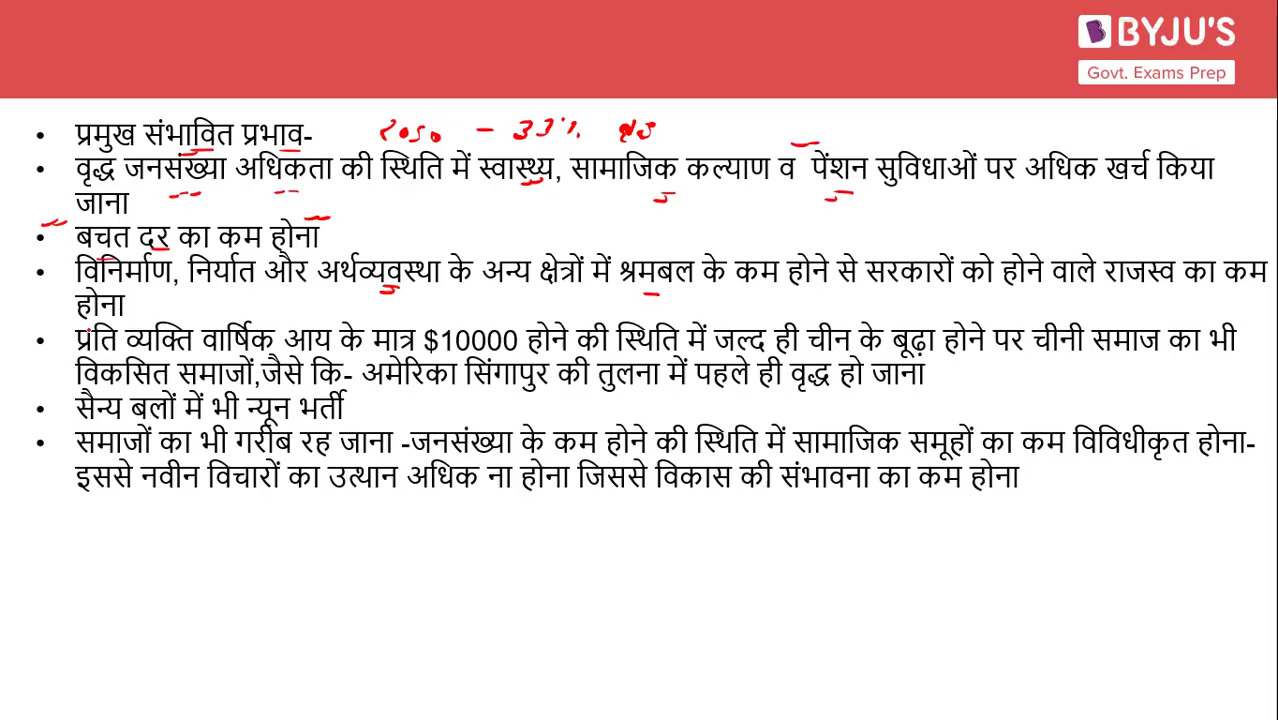 BYJU'S
Govt. Exams Prep
• प्रमुख संभावित प्रभाव- 2050 - 33%
• वृद्ध जनसंख्या अधिकता की स्थिति में स्वास्थ्य, सामाजिक कल्याण व पेंशन सुविधाओं पर अधिक खर्च किया
जाना
• बचत दर का कम होना
• विनिर्माण, निर्यात और अर्थव्यवस्था के अन्य क्षेत्रों में श्रमबल के कम होने से सरकारों को होने वाले राजस्व का कम
होना
• प्रति व्यक्ति वार्षिक आय के मात्र $10000 होने की स्थिति में जल्द ही चीन के बूढ़ा होने पर चीनी समाज का भी
विकसित समाजों,जैसे कि- अमेरिका सिंगापुर की तुलना में पहले ही वृद्ध हो जाना
• सैन्य बलों में भी न्यून भर्ती
• समाजों का भी गरीब रह जाना -जनसंख्या के कम होने की स्थिति में सामाजिक समूहों का कम विविधीकृत होना-
इससे नवीन विचारों का उत्थान अधिक ना होना जिससे विकास की संभावना का कम होना